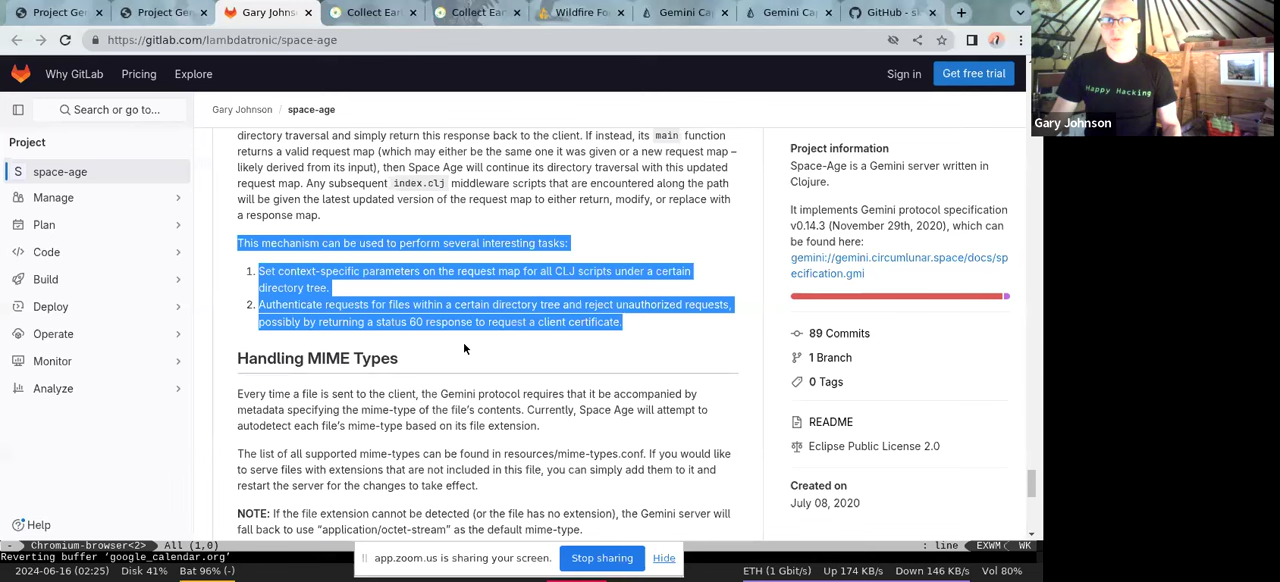 Project Ge
Project Ger
Gary Johns
Collect Ear
Collect Ear
Wildfire Fo
Gemini Cap
Gemini Cap
GitHub - sk
https://gitlab.com/lambdatronic/space-age
Why GitLab
Pricing
Explore
Sign in
Get free trial
Search or go to...
Gary Johnson / space-age
Project
S space-age
Manage
Plan
Code
Build
Deploy
Operate
Monitor
Analyze
Help
directory traversal and simply return this response back to the client. If instead, its main function
returns a valid request map (which may either be the same one it was given or a new request map –
likely derived from its input), then Space Age will continue its directory traversal with this updated
request map. Any subsequent index.clj middleware scripts that are encountered along the path
will be given the latest updated version of the request map to either return, modify, or replace with
a response map.
This mechanism can be used to perform several interesting tasks:
1. Set context-specific parameters on the request map for all CLJ scripts under a certain
directory tree.
2. Authenticate requests for files within a certain directory tree and reject unauthorized requests,
possibly by returning a status 60 response to request a client certificate.
Handling MIME Types
Every time a file is sent to the client, the Gemini protocol requires that it be accompanied by
metadata specifying the mime-type of the file's contents. Currently, Space Age will attempt to
autodetect each file's mime-type based on its file extension.
The list of all supported mime-types can be found in resources/mime-types.conf. If you would like
to serve files with extensions that are not included in this file, you can simply add them to it and
restart the server for the changes to take effect.
NOTE: If the file extension cannot be detected (or the file has no extension), the Gemini server will
fall back to use "application/octet-stream" as the default mime-type.
Project information
Space-Age is a Gemini server written in
Clojure.
It implements Gemini protocol specification
v0.14.3 (November 29th, 2020), which can
be found here:
gemini://gemini.circumlunar.space/docs/sp
ecification.gmi
89 Commits
1 Branch
0 Tags
README
Eclipse Public License 2.0
Created on
July 08, 2020
Happy Hacking
Gary Johnson
app.zoom.us is sharing your screen.
Stop sharing
Hide
- Chromium-browser<2> All (1,0)
: line
EXWM
WK
Reverting buffer ‘google_calendar.org’
2024-06-16 (02:25) Disk 41% Bat 96% (-)
ETH (1 Gbit/s) Up 174 KB/s Down 146 KB/s Vol 80%